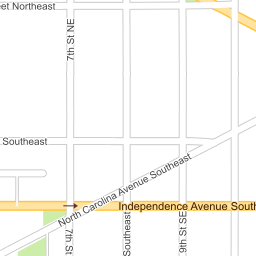 eet Northeast
7th St NE
Southeast
North Carolina Avenue Southeast
Independence Avenue South
7th St
Southeast
9th St SE